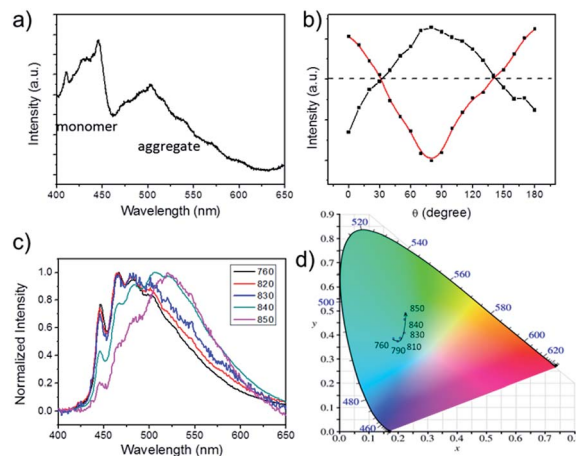 a)
Intensity (a.u.)
monomer
aggregate
400 450 500 550 600 650
Wavelength (nm)
b)
Intensity (a.u.)
0 30 60 90 120 150 180
θ (degree)
c)
Normalized Intensity
1.0
0.8
0.6
0.4
0.2
0.0
760
820
830
840
850
400 450 500 550 600 650
Wavelength (nm)
d)
0.9
0.8
0.7
0.6
0.5
y
0.4
0.3
0.2
0.1
0.0
520
540
560
500
580
850
840
830
760 790 810
600
620
480
460
0.0 0.1 0.2 0.3 0.4 0.5 0.6 0.7 0.8
x